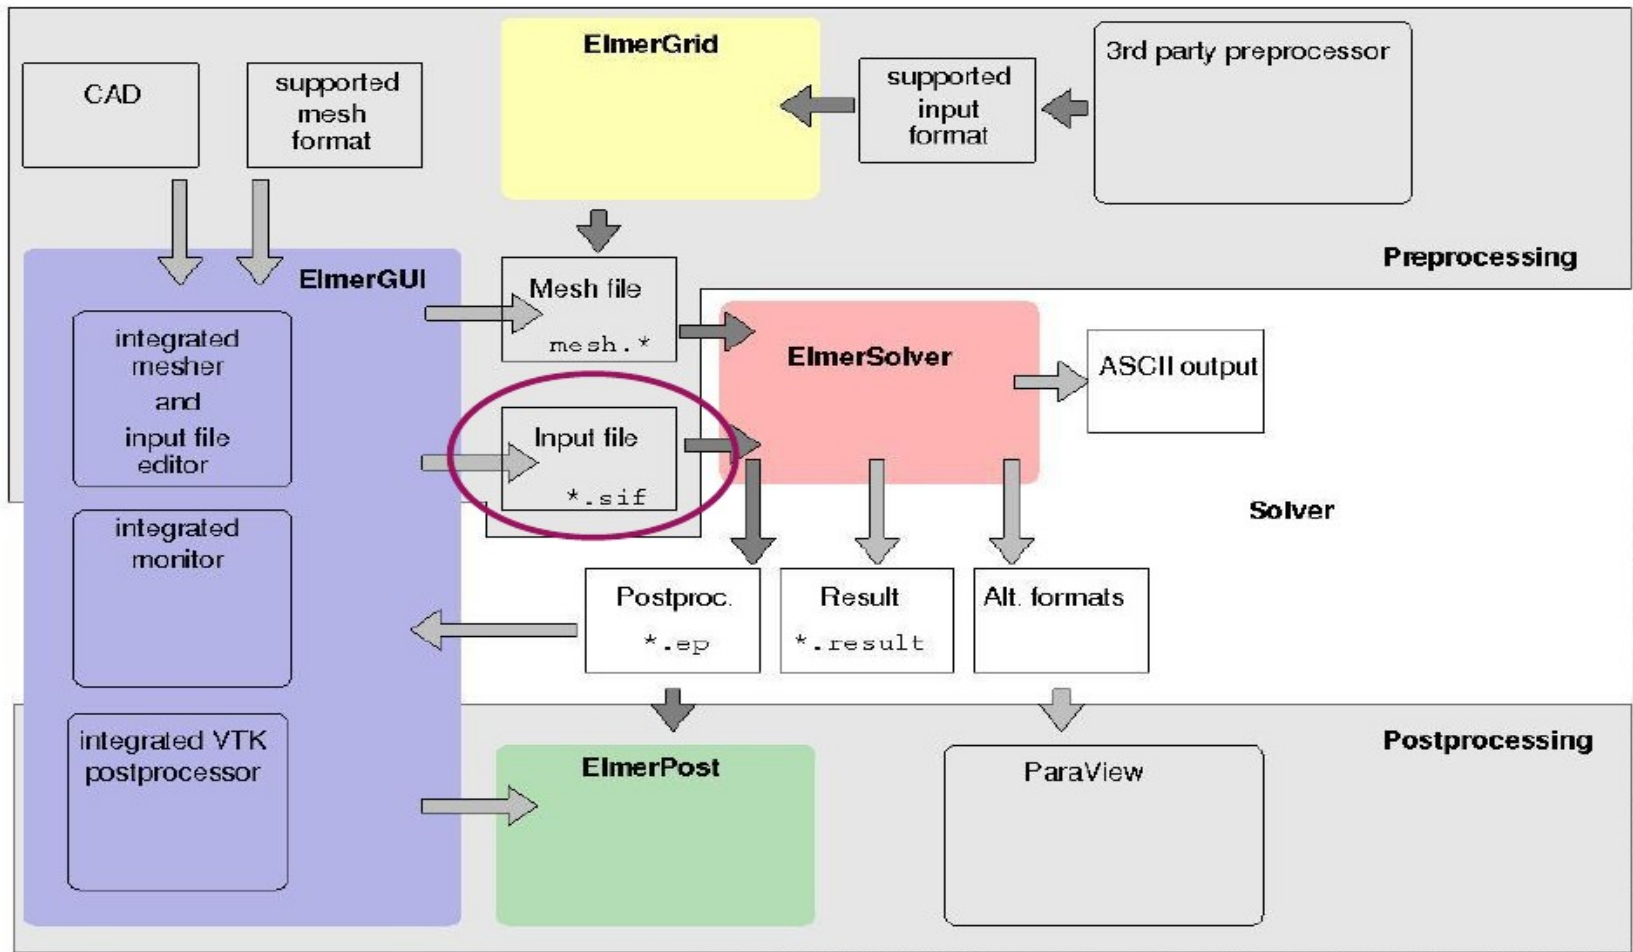 ElmerGrid
3rd party preprocessor
CAD
supported
mesh
format
supported
input
format
Preprocessing
ElmerGUI
Mesh file
mesh.*
integrated
mesher
and
input file
editor
ElmerSolver
ASCII output
Input file
*.sif
Solver
integrated
monitor
Postproc.
*.ep
Result
*.result
Alt. formats
integrated VTK
postprocessor
ElmerPost
ParaView
Postprocessing